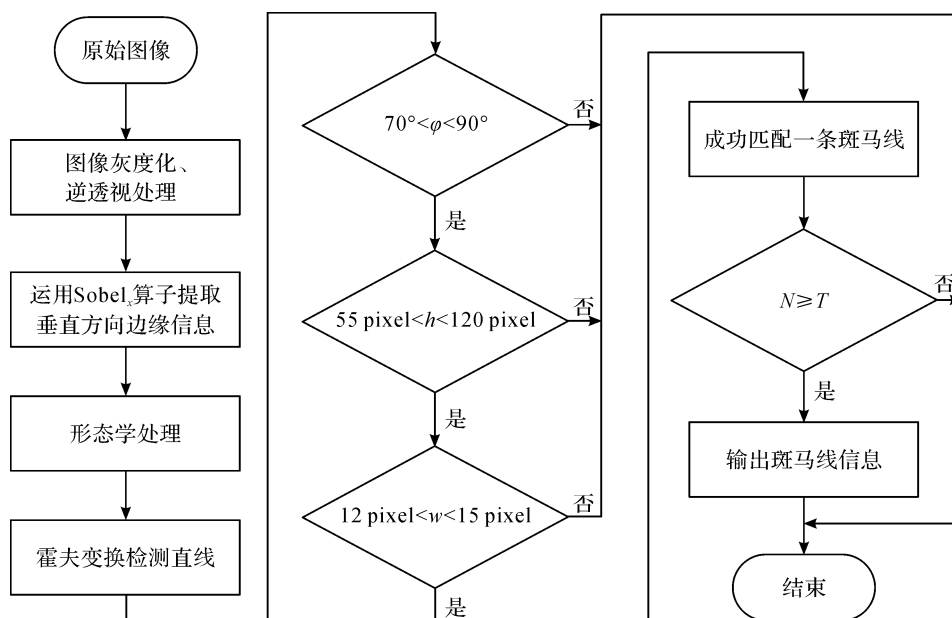 原始图像
图像灰度化、
逆透视处理
运用Sobelx算子提取
垂直方向边缘信息
形态学处理
霍夫变换检测直线
70°<φ<90°
否
是
55 pixel<h<120 pixel
否
是
12 pixel<w<15 pixel
否
是
成功匹配一条斑马线
N≥T
否
是
输出斑马线信息
结束